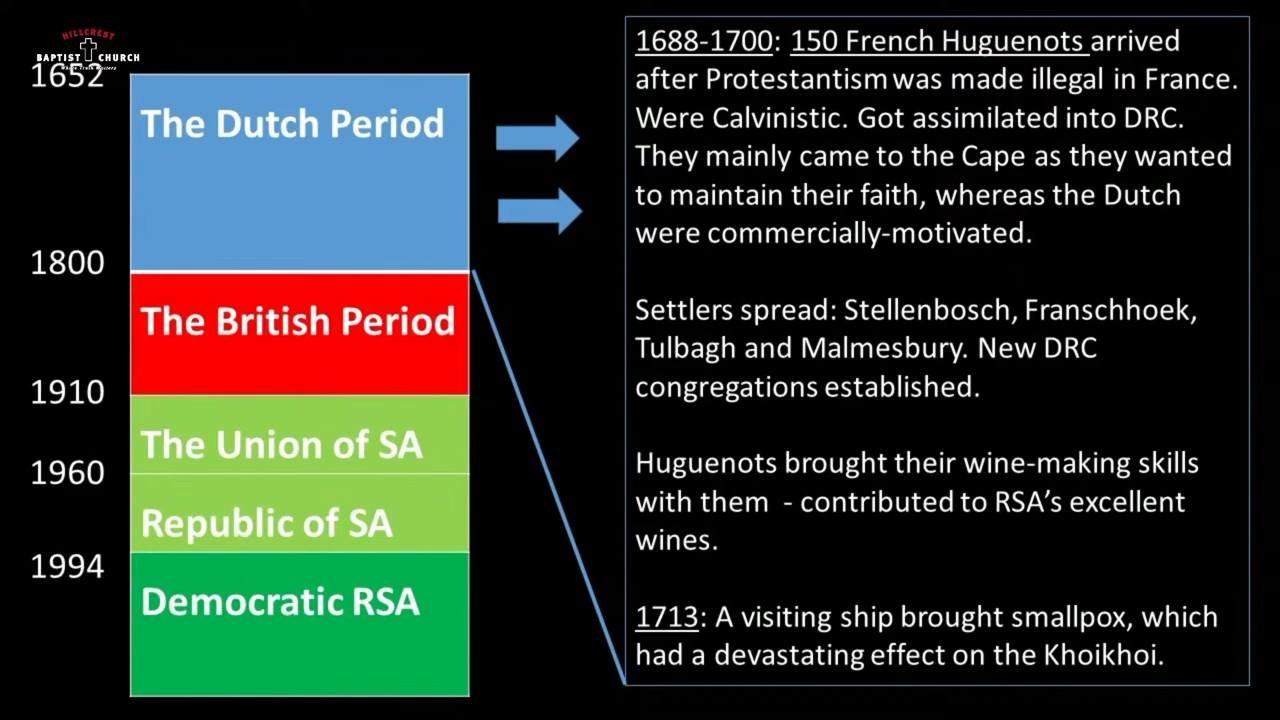 HILLCREST
BAPTIST CHURCH
Where Truth Matters
1652
The Dutch Period
1800
The British Period
1910
The Union of SA
1960
Republic of SA
1994
Democratic RSA
1688-1700: 150 French Huguenots arrived
after Protestantism was made illegal in France.
Were Calvinistic. Got assimilated into DRC.
They mainly came to the Cape as they wanted
to maintain their faith, whereas the Dutch
were commercially-motivated.
Settlers spread: Stellenbosch, Franschhoek,
Tulbagh and Malmesbury. New DRC
congregations established.
Huguenots brought their wine-making skills
with them - contributed to RSA's excellent
wines.
1713: A visiting ship brought smallpox, which
had a devastating effect on the Khoikhoi.